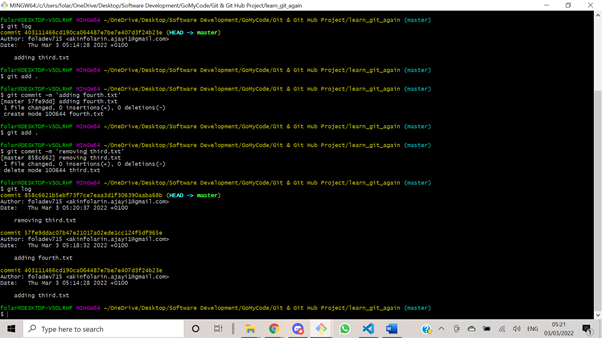 MINGW64:/c/Users/folar/OneDrive/Desktop/Software Development/GoMyCode/Git & Git Hub Project/learn_git_again
folar@DESKTOP-VSOLRHP MINGW64 ~/OneDrive/Desktop/Software Development/GoMyCode/Git & Git Hub Project/learn_git_again (master)
$ git log
commit 403111466cd190ca064487e7be7e407d3f24b23e (HEAD -> master)
Author: foladev715 <akinfolarin.ajayi1@gmail.com>
Date:   Thu Mar 3 05:14:28 2022 +0100
adding third.txt
folar@DESKTOP-VSOLRHP MINGW64 ~/OneDrive/Desktop/Software Development/GoMyCode/Git & Git Hub Project/learn_git_again (master)
$ git add .
folar@DESKTOP-VSOLRHP MINGW64 ~/OneDrive/Desktop/Software Development/GoMyCode/Git & Git Hub Project/learn_git_again (master)
$ git commit -m 'adding fourth.txt'
[master 57fe9dd] adding fourth.txt
1 file changed, 0 insertions(+), 0 deletions(-)
create mode 100644 fourth.txt
folar@DESKTOP-VSOLRHP MINGW64 ~/OneDrive/Desktop/Software Development/GoMyCode/Git & Git Hub Project/learn_git_again (master)
$ git add .
folar@DESKTOP-VSOLRHP MINGW64 ~/OneDrive/Desktop/Software Development/GoMyCode/Git & Git Hub Project/learn_git_again (master)
$ git commit -m 'removing third.txt'
[master 858c662] removing third.txt
1 file changed, 0 insertions(+), 0 deletions(-)
delete mode 100644 third.txt
folar@DESKTOP-VSOLRHP MINGW64 ~/OneDrive/Desktop/Software Development/GoMyCode/Git & Git Hub Project/learn_git_again (master)
$ git log
commit 858c6621b5ebf73f7ce7eaa3d1f306390aaba68b (HEAD -> master)
Author: foladev715 <akinfolarin.ajayi1@gmail.com>
Date:   Thu Mar 3 05:20:37 2022 +0100
removing third.txt
commit 57fe9ddac07b47e21017a02ede1cc124f5df965e
Author: foladev715 <akinfolarin.ajayi1@gmail.com>
Date:   Thu Mar 3 05:18:32 2022 +0100
adding fourth.txt
commit 403111466cd190ca064487e7be7e407d3f24b23e
Author: foladev715 <akinfolarin.ajayi1@gmail.com>
Date:   Thu Mar 3 05:14:28 2022 +0100
adding third.txt
folar@DESKTOP-VSOLRHP MINGW64 ~/OneDrive/Desktop/Software Development/GoMyCode/Git & Git Hub Project/learn_git_again (master)
$
Type here to search
ENG
05:21
03/03/2022